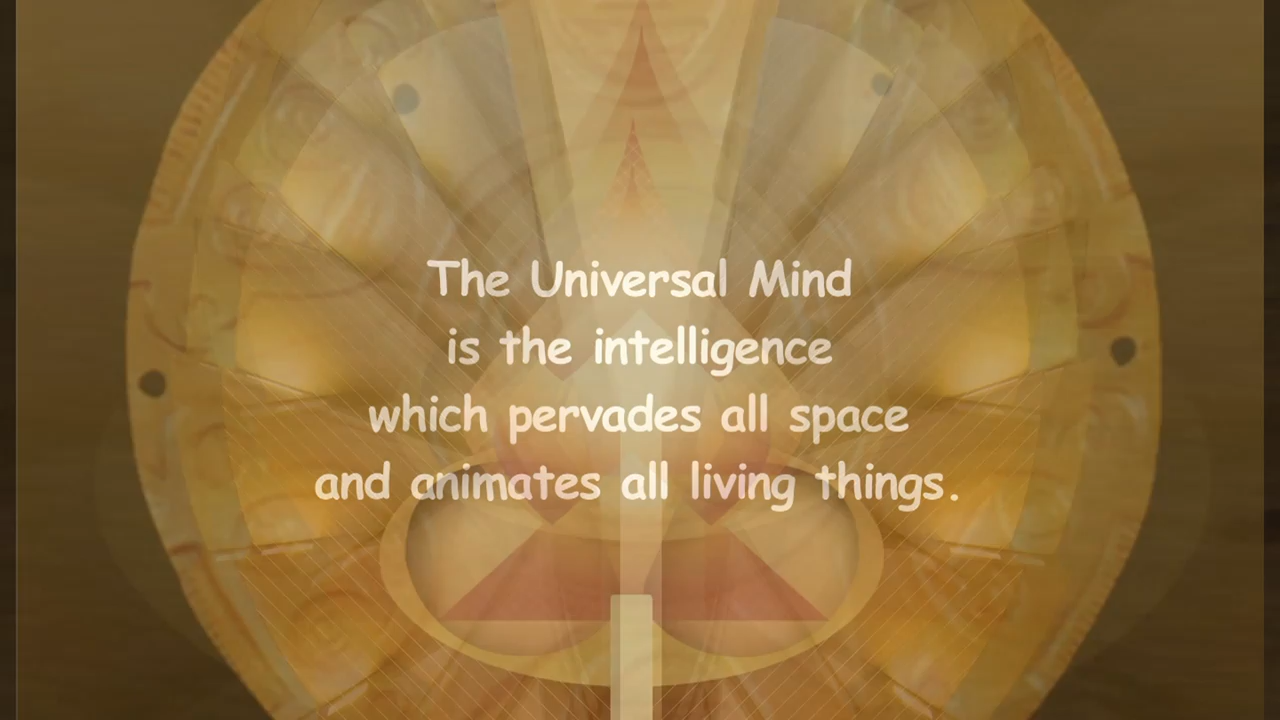 The Universal Mind
is the intelligence
which pervades all space
and animates all living things.